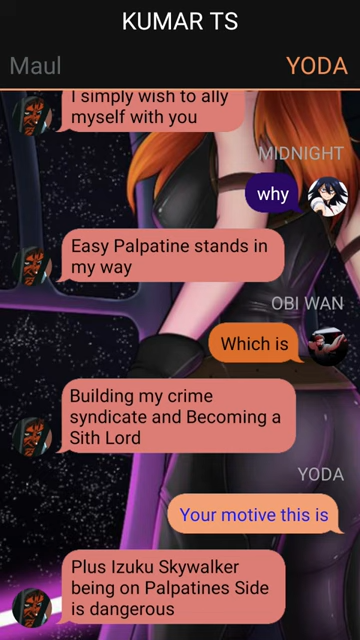 KUMAR TS
Maul
YODA
I simply wish to ally
myself with you
MIDNIGHT
why
Easy Palpatine stands in
my way
OBI WAN
Which is
Building my crime
syndicate and Becoming a
Sith Lord
YODA
Your motive this is
Plus Izuku Skywalker
being on Palpatines Side
is dangerous